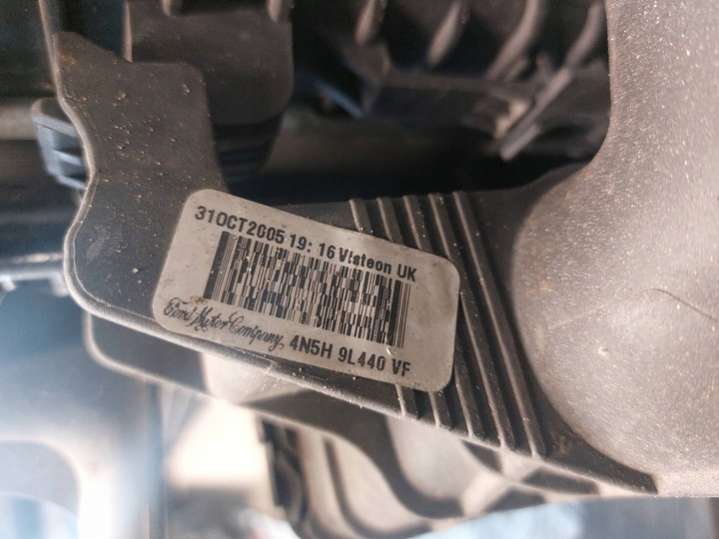 31OCT2005 19: 16 Visteon UK
Ford Motor Company 4N5H 9L440 VF